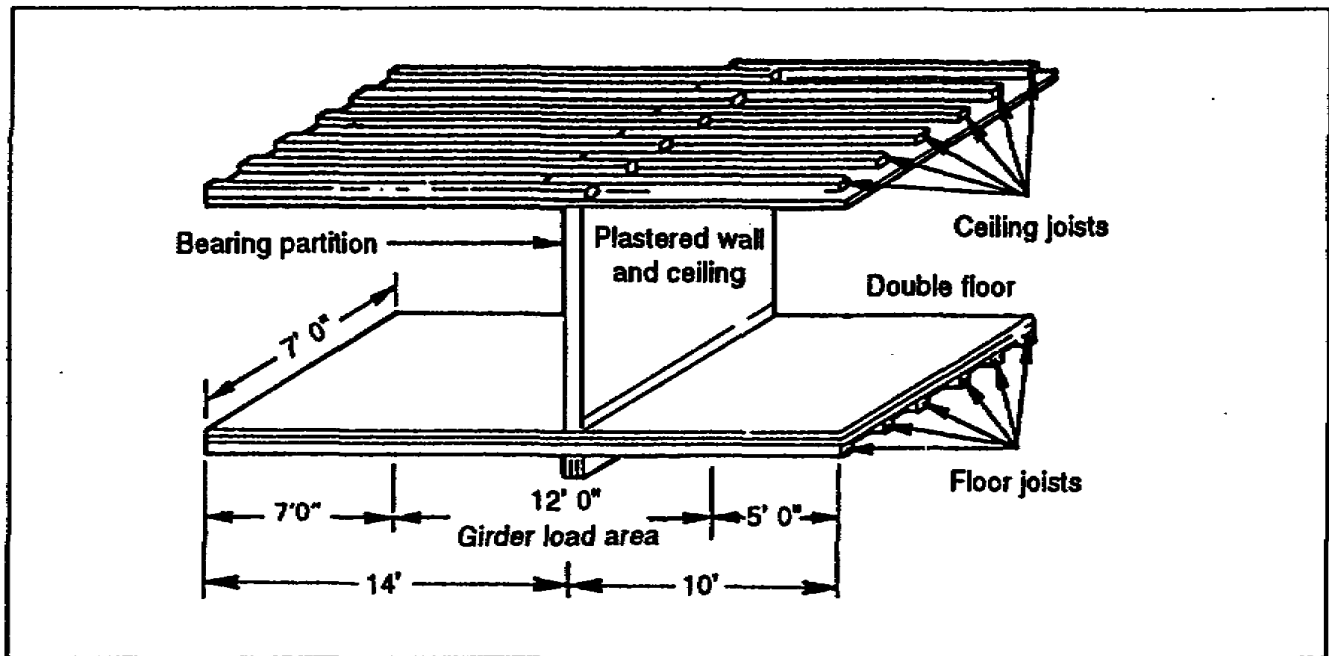 Bearing partition
Plastered wall
and ceiling
Ceiling joists
Double floor
7' 0"
Floor joists
7'0"
12' 0"
5' 0"
Girder load area
14'
10'